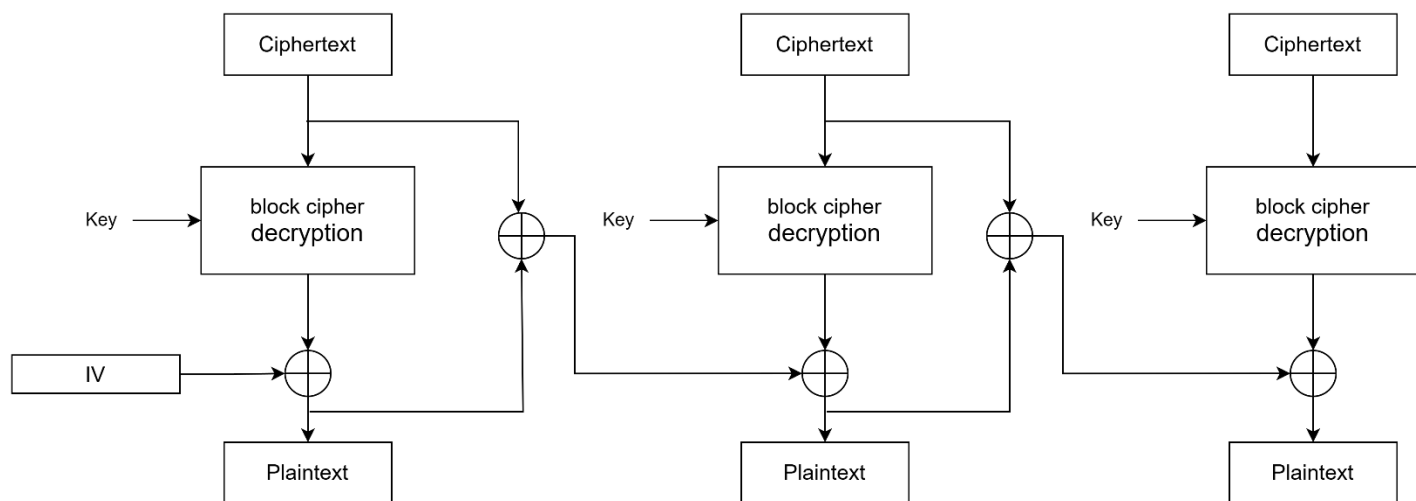 Ciphertext
Ciphertext
Ciphertext
Key
block cipher
decryption
Key
block cipher
decryption
Key
block cipher
decryption
IV
Plaintext
Plaintext
Plaintext